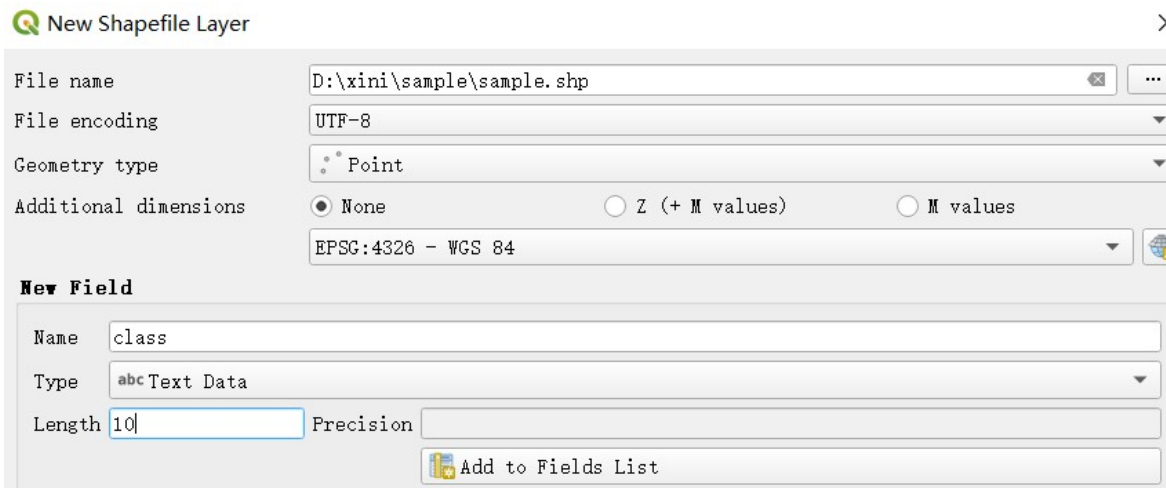 New Shapefile Layer
File name D:\xini\sample\sample.shp ...
File encoding UTF-8
Geometry type Point
Additional dimensions None Z (+ M values) M values
EPSG:4326 - WGS 84
New Field
Name class
Type abc Text Data
Length 10 Precision
Add to Fields List